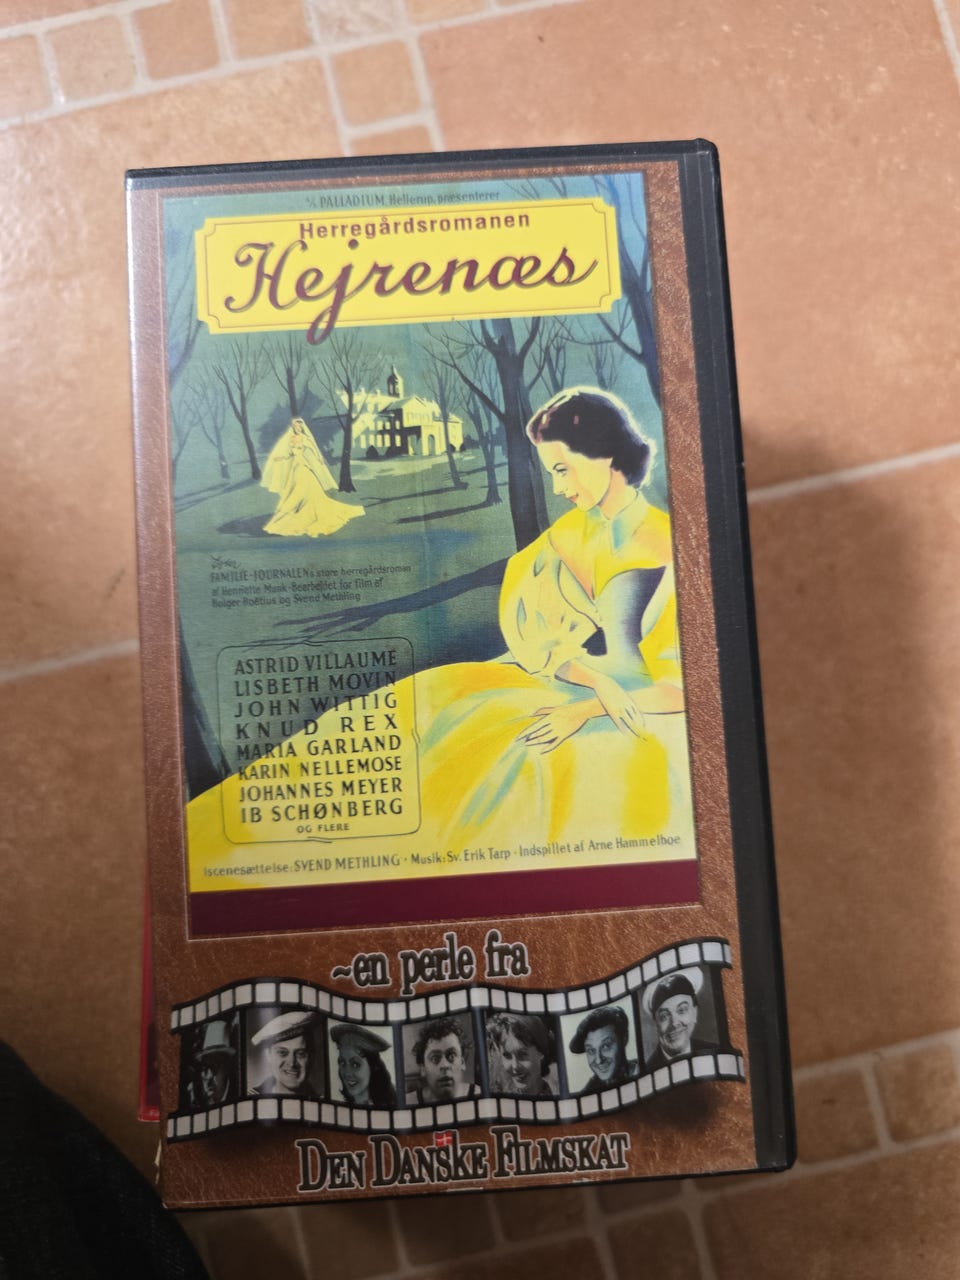 A/S PALLADIUM, Hellerup, præsenterer
Herregårdsromanen
Hejrenæs
FAMILIE-JOURNALENs store herregårdsroman
af Henriette Munk-Bearbejdet for film af
Holger Boëtius og Svend Methling
ASTRID VILLAUME
LISBETH MOVIN
JOHN WITTIG
KNUD REX
MARIA GARLAND
KARIN NELLEMOSE
JOHANNES MEYER
IB SCHØNBERG
OG FLERE
Iscenesættelse: SVEND METHLING · Musik: Sv. Erik Tarp · Indspillet af Arne Hammelboe
~en perle fra
DEN DANSKE FILMSKAT